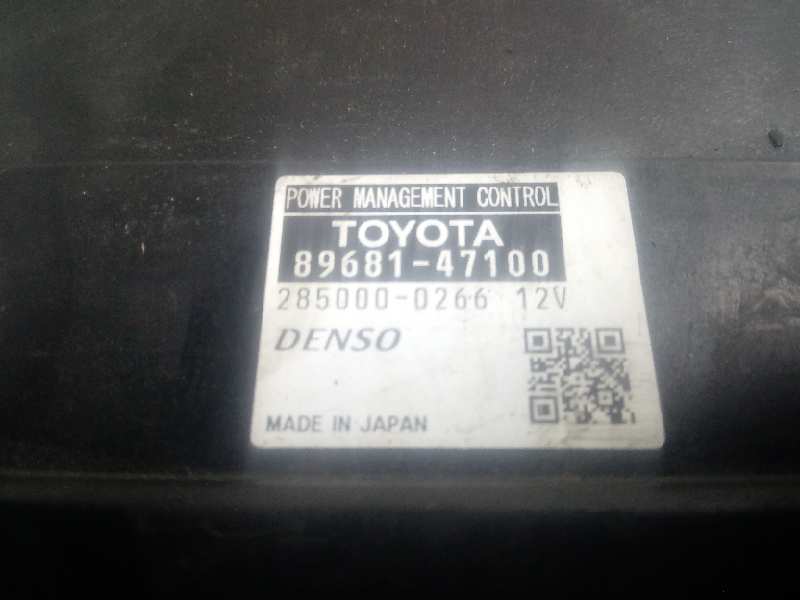 POWER MANAGEMENT CONTROL
TOYOTA
89681-47100
285000-0266 12V
DENSO
MADE IN JAPAN